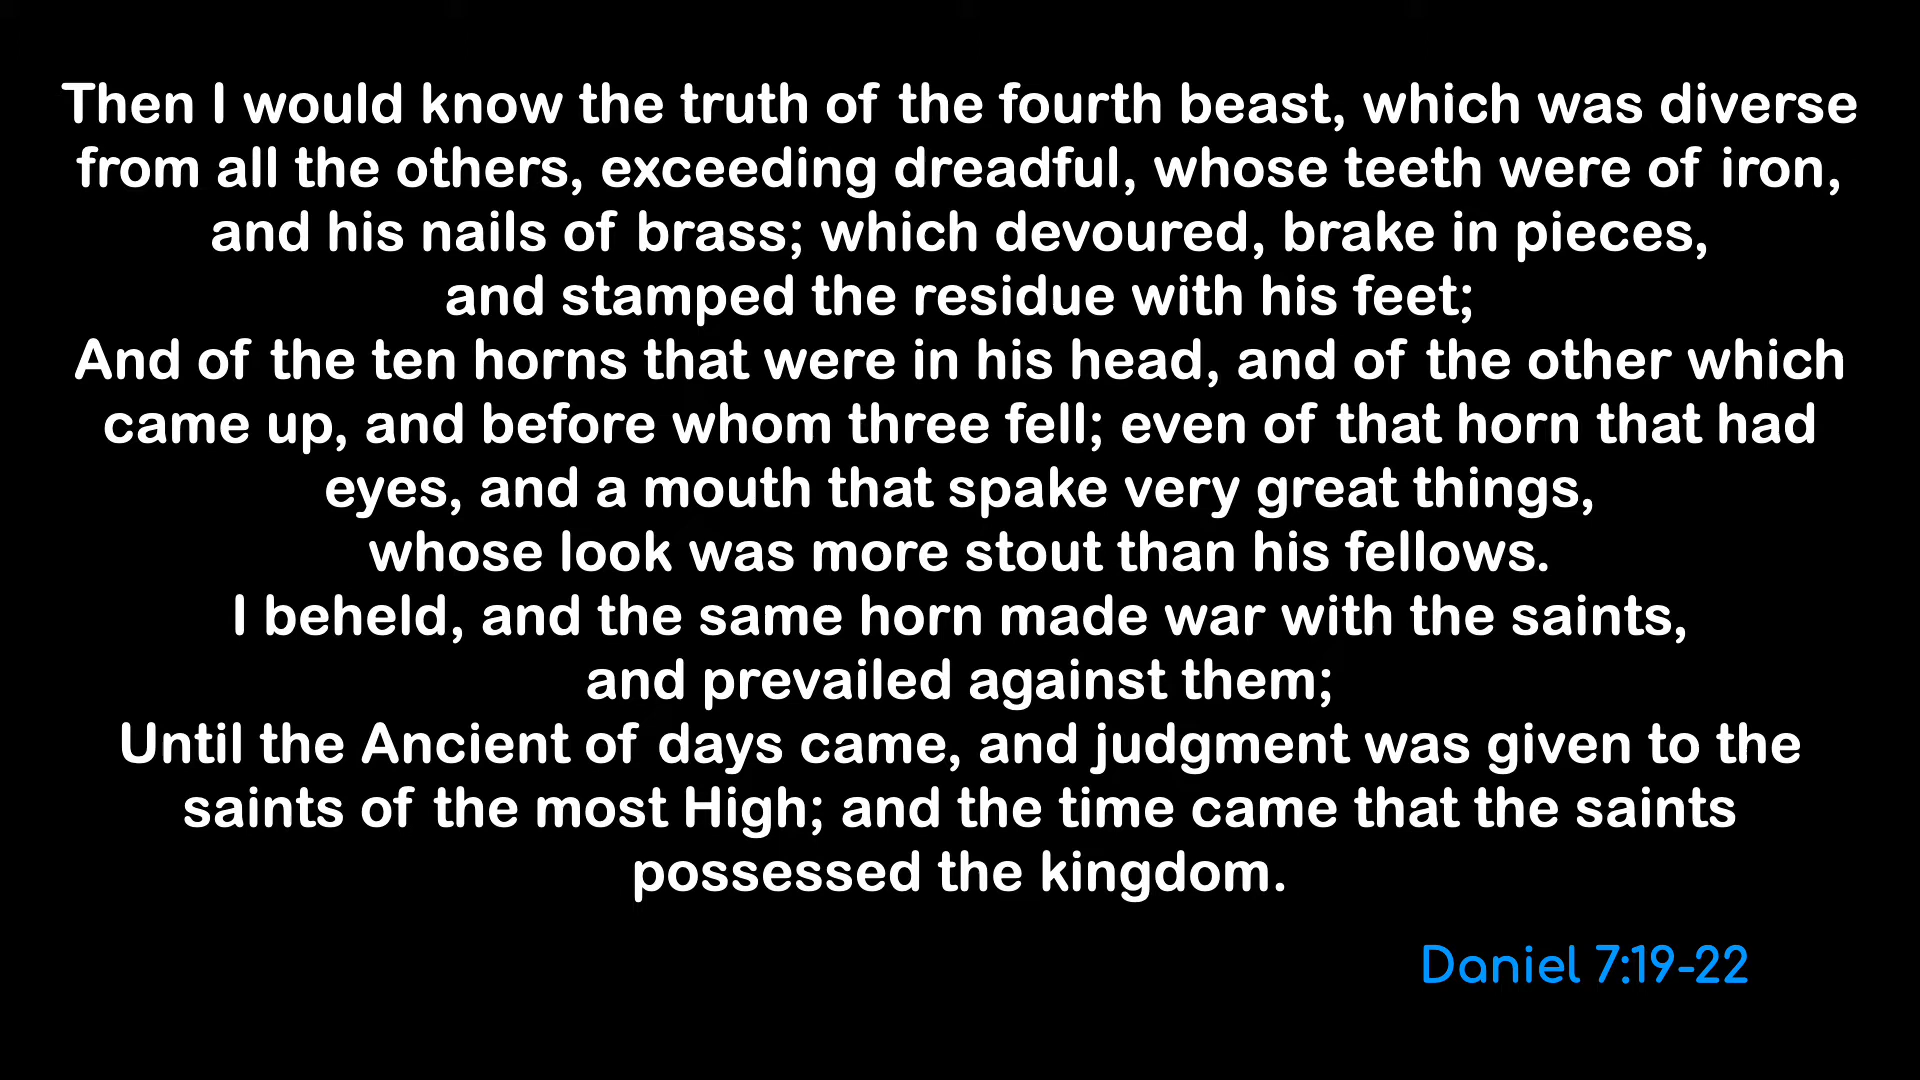 Then I would know the truth of the fourth beast, which was diverse
from all the others, exceeding dreadful, whose teeth were of iron,
and his nails of brass; which devoured, brake in pieces,
and stamped the residue with his feet;
And of the ten horns that were in his head, and of the other which
came up, and before whom three fell; even of that horn that had
eyes, and a mouth that spake very great things,
whose look was more stout than his fellows.
I beheld, and the same horn made war with the saints,
and prevailed against them;
Until the Ancient of days came, and judgment was given to the
saints of the most High; and the time came that the saints
possessed the kingdom.
Daniel 7:19-22